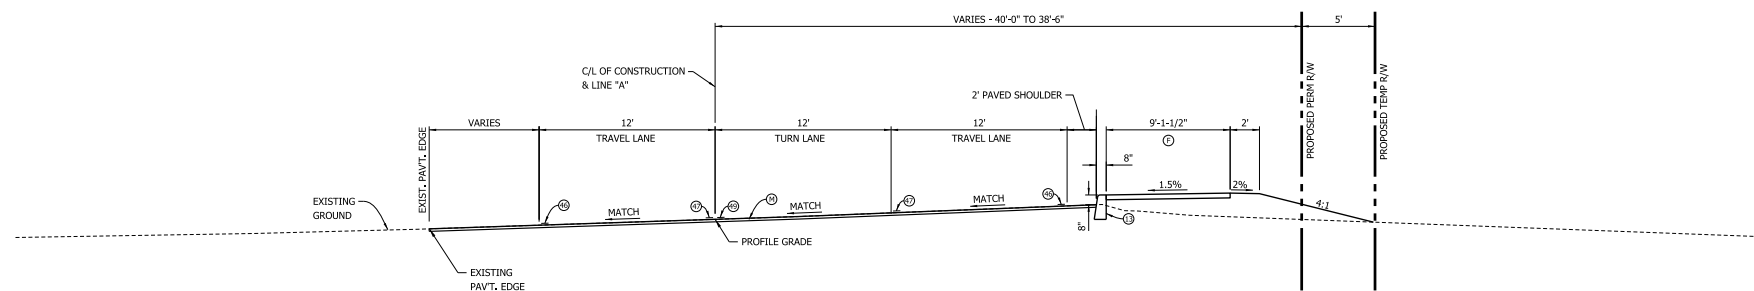 VARIES - 40'-0" TO 38'-6"
5'
C/L OF CONSTRUCTION
& LINE "A"
2' PAVED SHOULDER
PROPOSED PERM R/W
PROPOSED TEMP R/W
VARIES
12'
12'
12'
9'-1-1/2"
2'
TRAVEL LANE
TURN LANE
TRAVEL LANE
F
8"
EXIST. PAV'T. EDGE
EXISTING
GROUND
46
MATCH
47
49
M
MATCH
47
MATCH
46
1.5%
2%
4:1
8"
13
PROFILE GRADE
EXISTING
PAV'T. EDGE